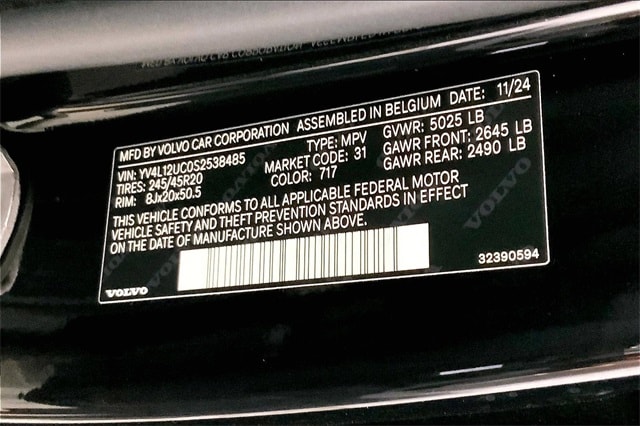 MFD BY VOLVO CAR CORPORATION ASSEMBLED IN BELGIUM DATE: 11/24
VIN: YV4L12UC0S2538485 TYPE: MPV GVWR: 5025 LB
TIRES: 245/45R20 MARKET CODE: 31 GAWR FRONT: 2645 LB
RIM: 8Jx20x50.5 COLOR: 717 GAWR REAR: 2490 LB
THIS VEHICLE CONFORMS TO ALL APPLICABLE FEDERAL MOTOR
VEHICLE SAFETY AND THEFT PREVENTION STANDARDS IN EFFECT
ON THE DATE OF MANUFACTURE SHOWN ABOVE.
VOLVO
VOLVO 32390594